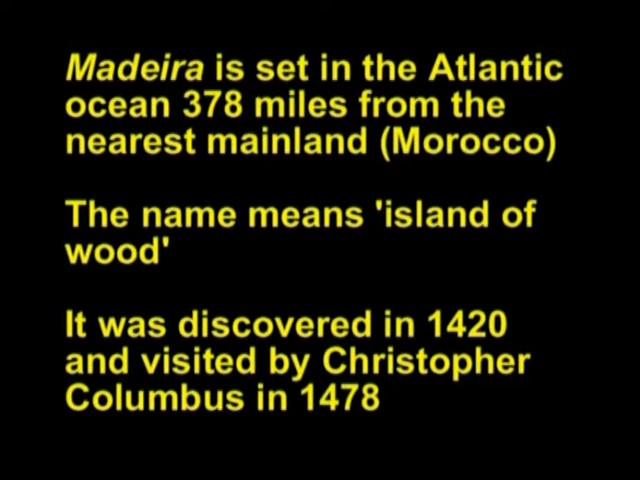 Madeira is set in the Atlantic
ocean 378 miles from the
nearest mainland (Morocco)
The name means 'island of
wood'
It was discovered in 1420
and visited by Christopher
Columbus in 1478